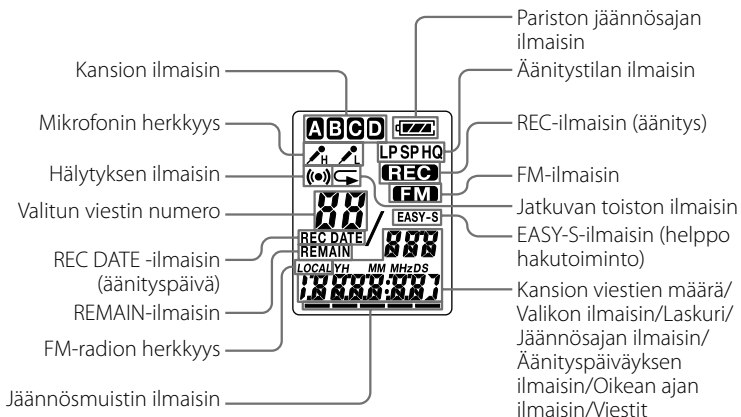 Kansion ilmaisin
Mikrofonin herkkyys
Hälytyksen ilmaisin
Valitun viestin numero
REC DATE -ilmaisin
(äänityspäivä)
REMAIN-ilmaisin
FM-radion herkkyys
Jäännösmuistin ilmaisin
ABCD
H L
LP SP HQ
REC
FM
88
EASY-S
REC DATE
REMAIN
888
LOCAL YH MM MHz DS
Pariston jäännösajan
ilmaisin
Äänitystilan ilmaisin
REC-ilmaisin (äänitys)
FM-ilmaisin
Jatkuvan toiston ilmaisin
EASY-S-ilmaisin (helppo
hakutoiminto)
Kansion viestien määrä/
Valikon ilmaisin/Laskuri/
Jäännösajan ilmaisin/
Äänityspäiväyksen
ilmaisin/Oikean ajan
ilmaisin/Viestit